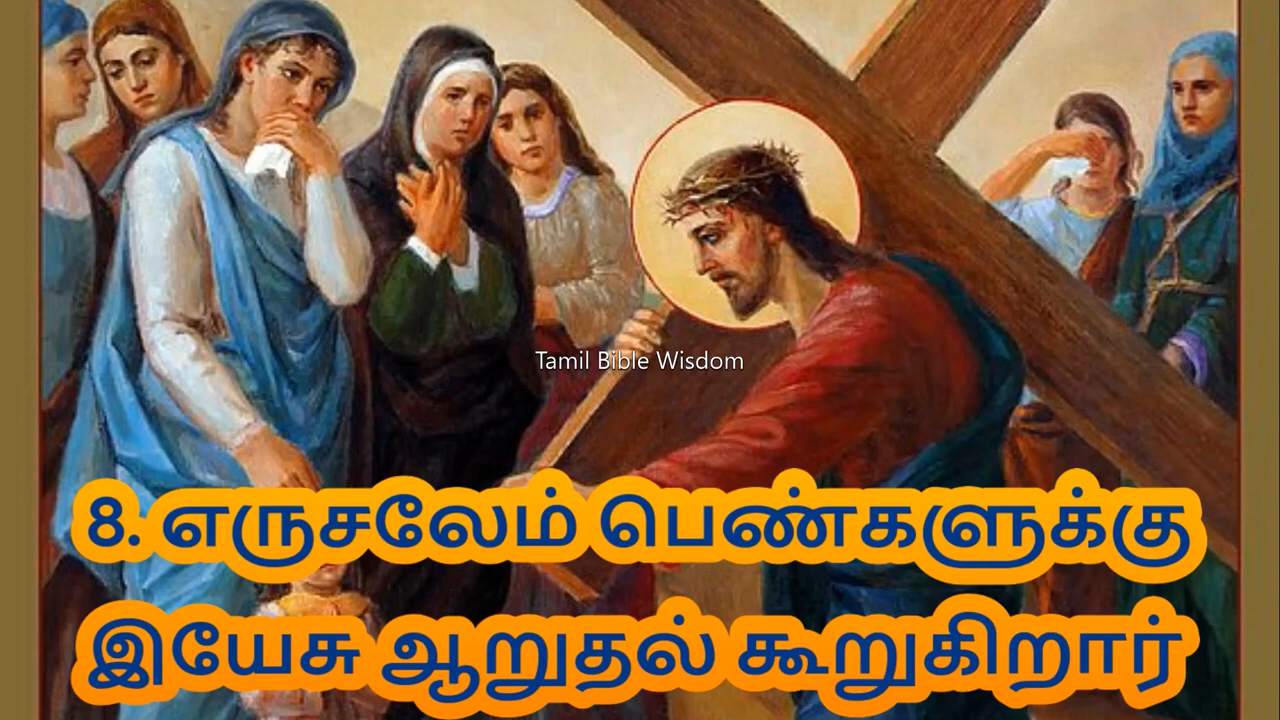 Tamil Bible Wisdom
8. எருசலேம் பெண்களுக்கு
இயேசு ஆறுதல் கூறுகிறார்